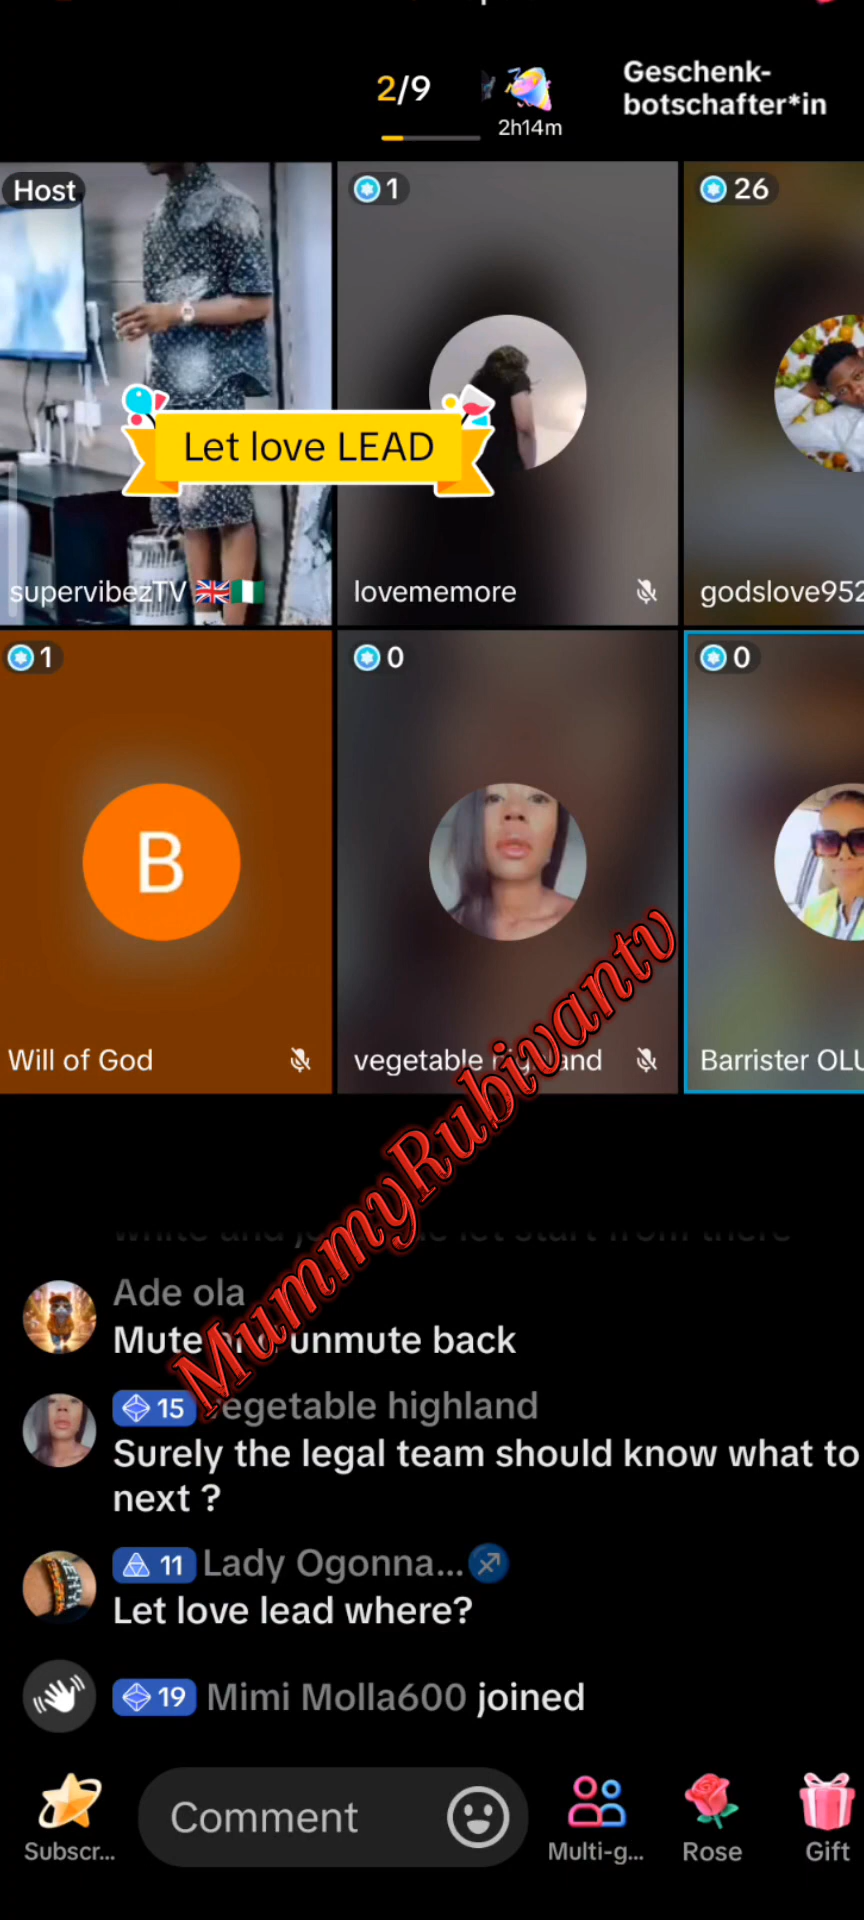 2/9
2h14m
Geschenk-
botschafter*in
Host
1
26
Let love LEAD
supervibezTV 🇬🇧🇳🇬
lovememore
godslove952
1
0
0
B
Will of God
vegetable highland
Barrister OLU
MummyRubivantv
Ade ola
Mute unmute back
15 vegetable highland
Surely the legal team should know what to
next ?
11 Lady Ogonna...♐
Let love lead where?
19 Mimi Molla600 joined
Comment
Subscr...
Multi-g...
Rose
Gift